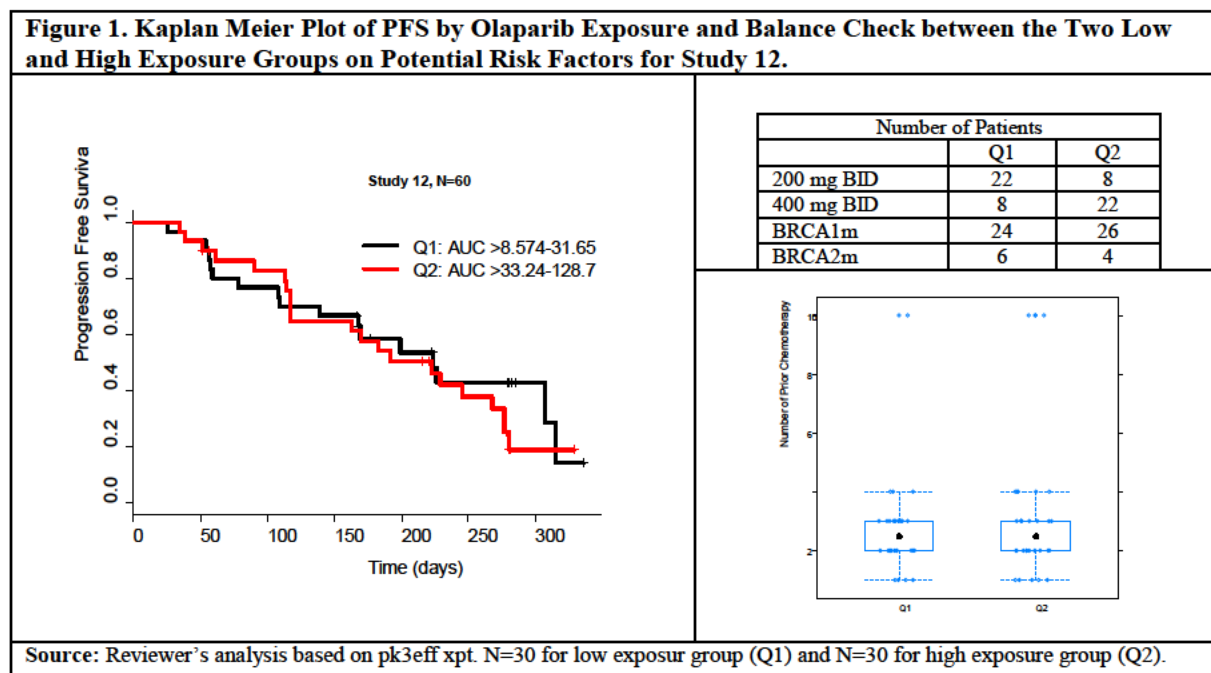 Figure 1. Kaplan Meier Plot of PFS by Olaparib Exposure and Balance Check between the Two Low
and High Exposure Groups on Potential Risk Factors for Study 12.
Study 12, N=60
Q1: AUC >8.574-31.65
Q2: AUC >33.24-128.7
Progression Free Surviva
1.0
0.8
0.6
0.4
0.2
0.0
0 50 100 150 200 250 300
Time (days)
Number of Patients
Q1 Q2
200 mg BID 22 8
400 mg BID 8 22
BRCA1m 24 26
BRCA2m 6 4
Number of Prior Chemotherapy
10
8
6
2
Q1 Q2
Source: Reviewer's analysis based on pk3eff xpt. N=30 for low exposur group (Q1) and N=30 for high exposure group (Q2).